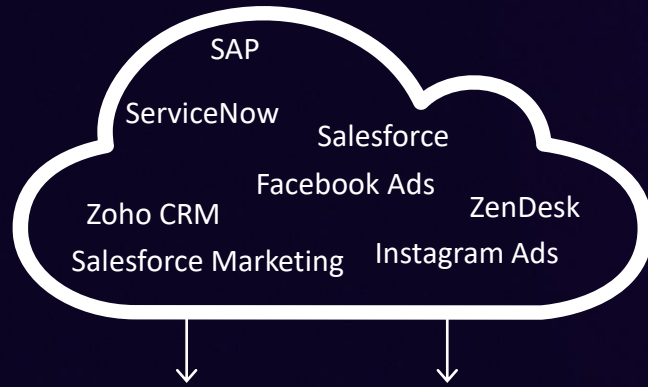 SAP
ServiceNow
Salesforce
Facebook Ads
Zoho CRM
ZenDesk
Salesforce Marketing
Instagram Ads